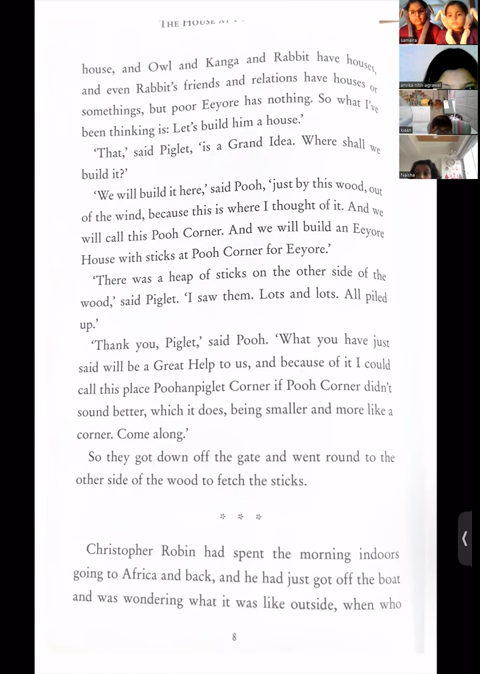 THE HOUSE AT
samaira
anvika nitin agrawal
kiaan
Naisha
house, and Owl and Kanga and Rabbit have houses,
and even Rabbit's friends and relations have houses or
somethings, but poor Eeyore has nothing. So what I've
been thinking is: Let's build him a house.'
'That,' said Piglet, 'is a Grand Idea. Where shall we
build it?'
'We will build it here,' said Pooh, 'just by this wood, out
of the wind, because this is where I thought of it. And we
will call this Pooh Corner. And we will build an Eeyore
House with sticks at Pooh Corner for Eeyore.'
'There was a heap of sticks on the other side of the
wood,' said Piglet. 'I saw them. Lots and lots. All piled
up.'
'Thank you, Piglet,' said Pooh. 'What you have just
said will be a Great Help to us, and because of it I could
call this place Poohanpiglet Corner if Pooh Corner didn't
sound better, which it does, being smaller and more like a
corner. Come along.'
So they got down off the gate and went round to the
other side of the wood to fetch the sticks.
* * *
Christopher Robin had spent the morning indoors
going to Africa and back, and he had just got off the boat
and was wondering what it was like outside, when who
8